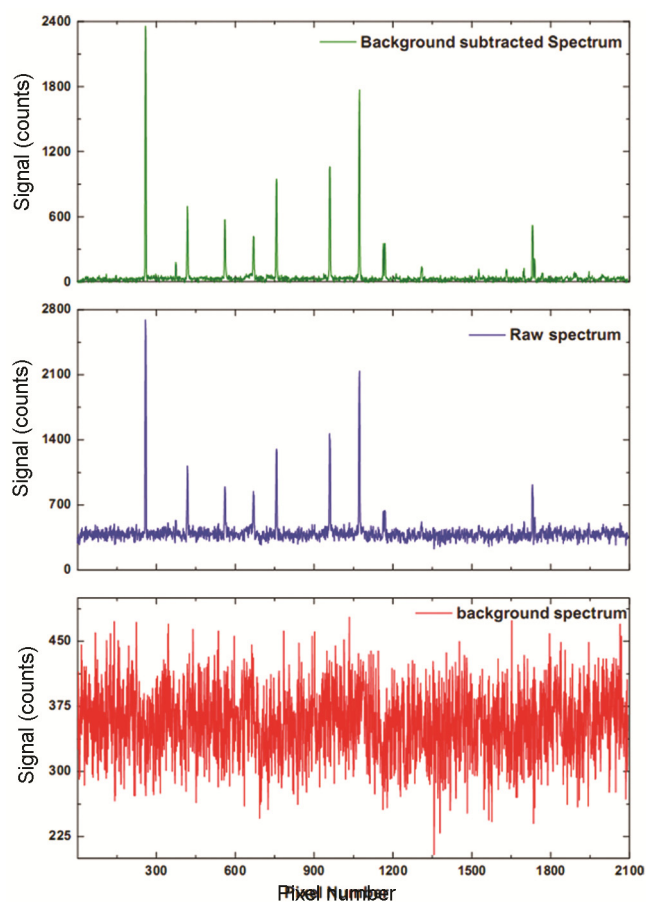 2400
Background subtracted Spectrum
1800
Signal (counts)
1200
600
0
2800
Raw spectrum
2100
Signal (counts)
1400
700
0
background spectrum
450
375
Signal (counts)
300
225
300 600 900 1200 1500 1800 2100
Pixel Number